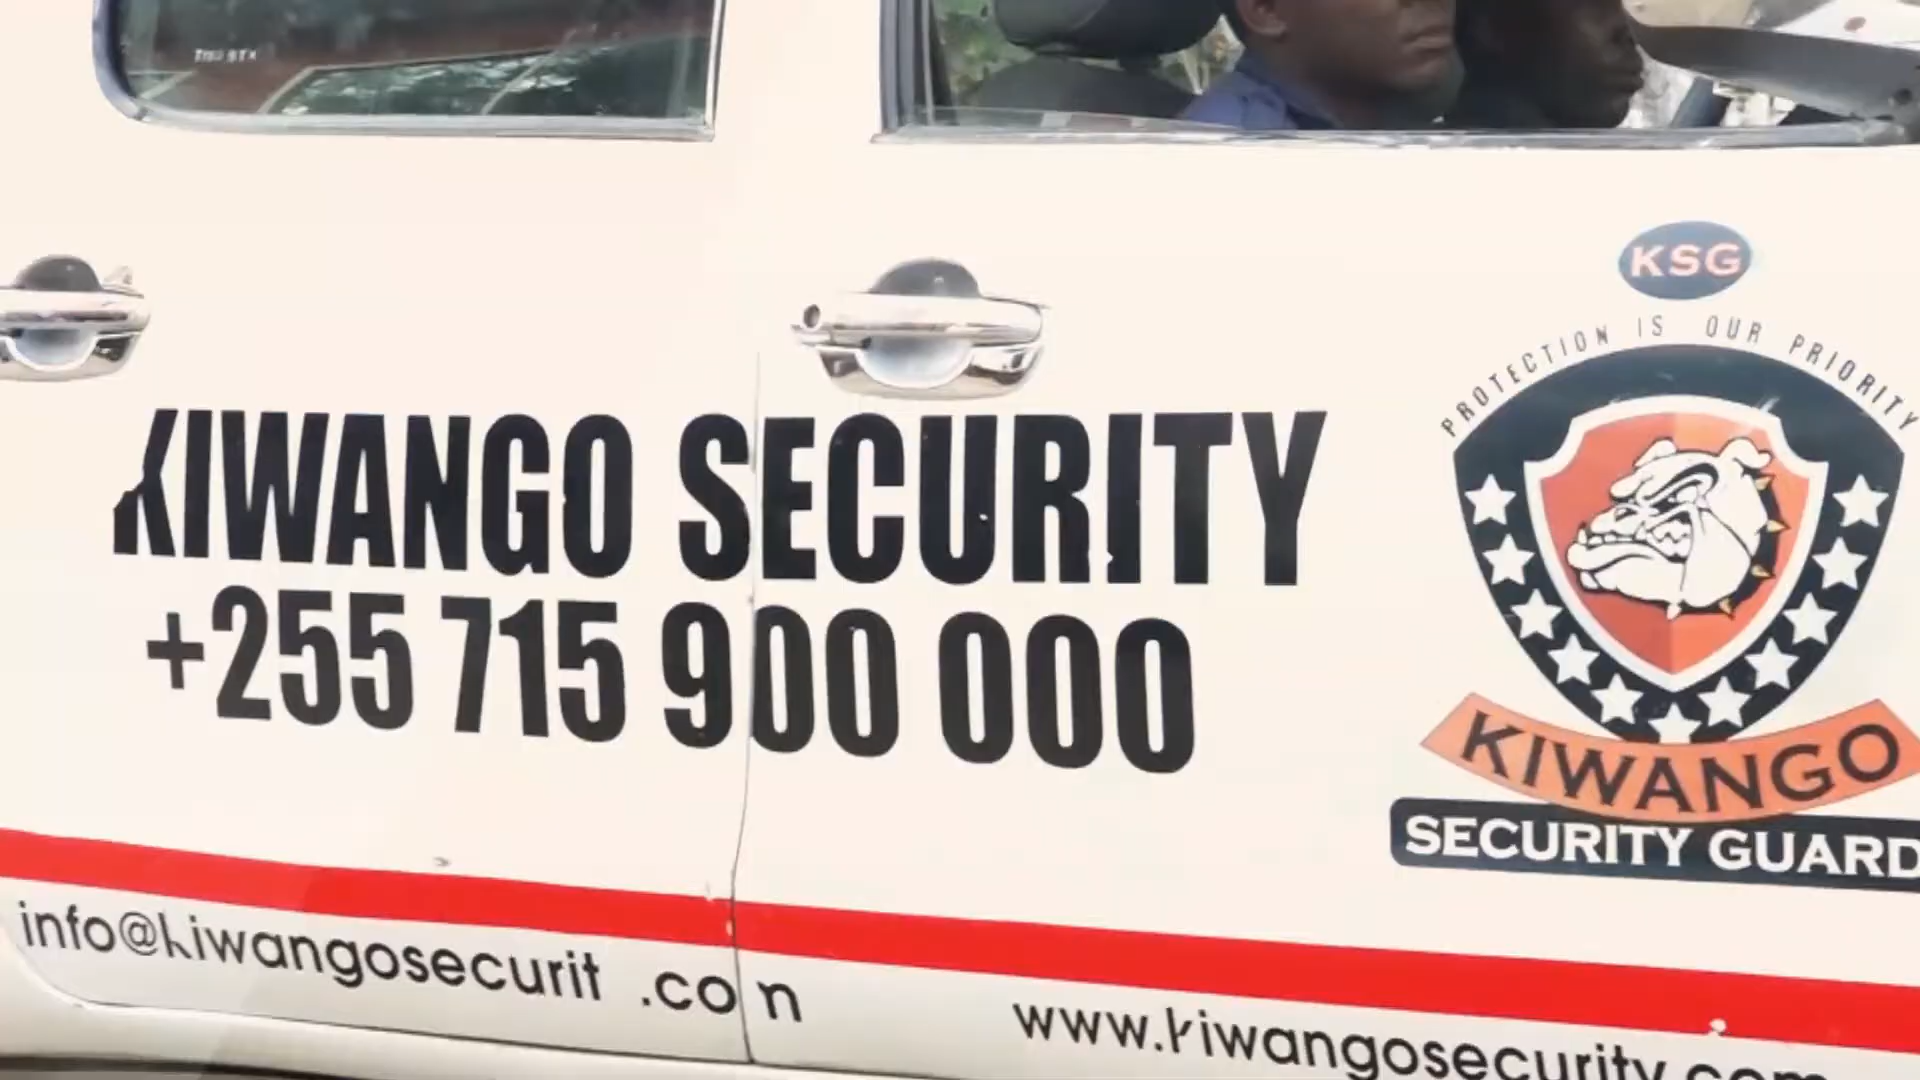 KSG
PROTECTION IS OUR PRIORITY
KIWANGO SECURITY
+255 715 900 000
KIWANGO
SECURITY GUARD
info@kiwangosecurit .com
www.kiwangosecurity.com